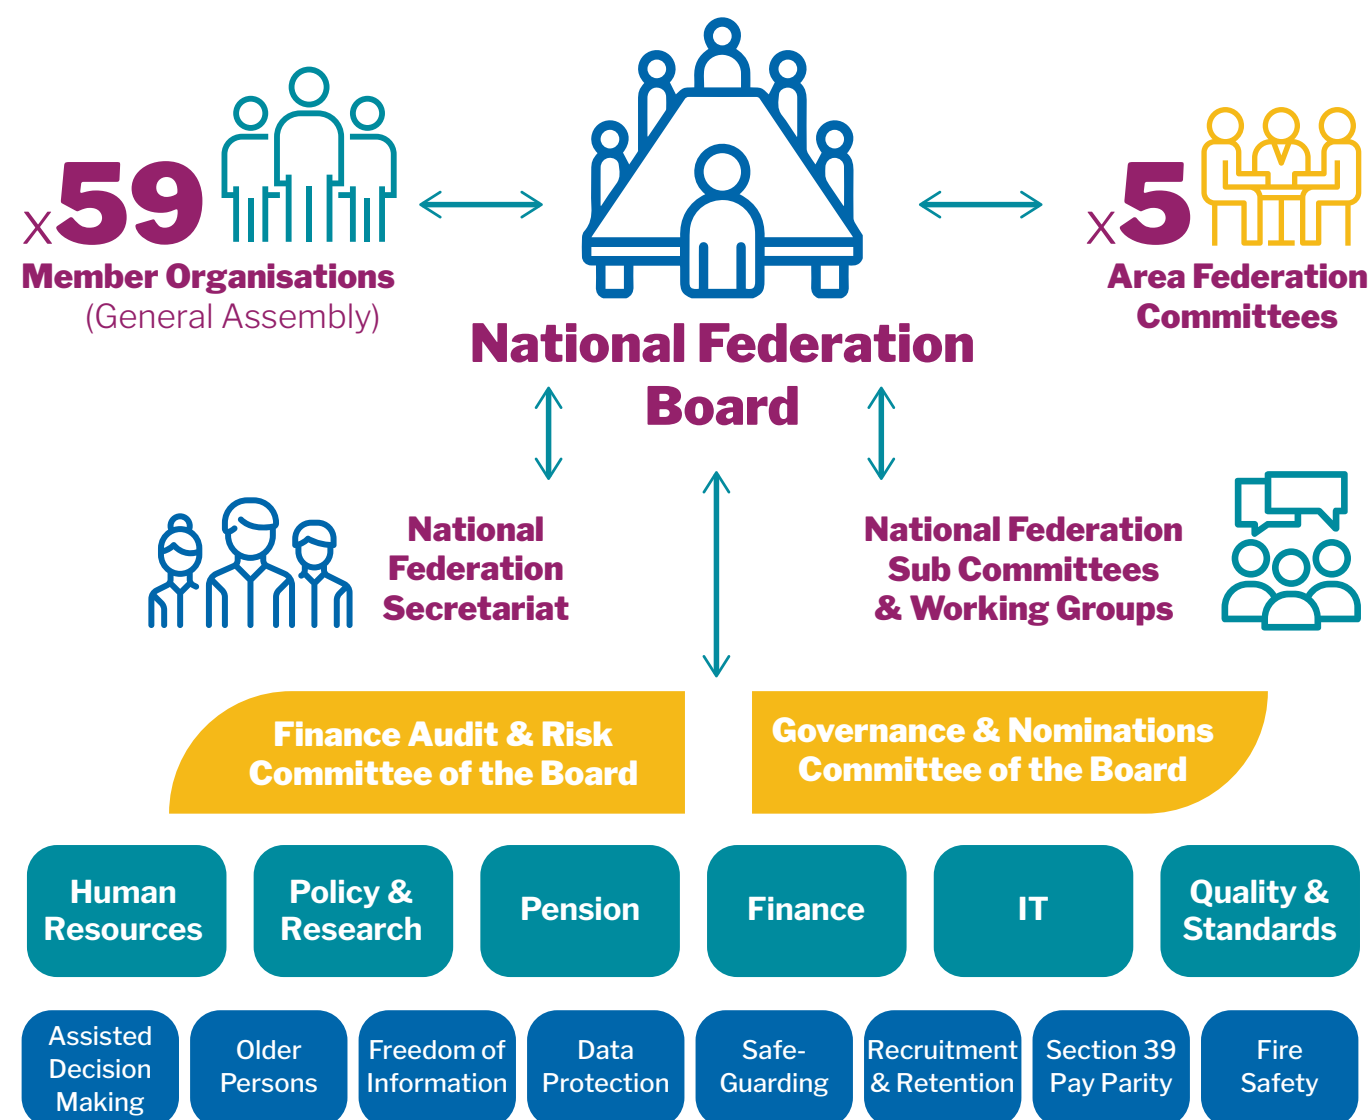 x59
Member Organisations
(General Assembly)
x5
Area Federation
Committees
National Federation
Board
National
Federation
Secretariat
National Federation
Sub Committees
& Working Groups
Finance Audit & Risk
Committee of the Board
Governance & Nominations
Committee of the Board
Human
Resources
Policy &
Research
Pension
Finance
IT
Quality &
Standards
Assisted
Decision
Making
Older
Persons
Freedom of
Information
Data
Protection
Safe-
Guarding
Recruitment
& Retention
Section 39
Pay Parity
Fire
Safety